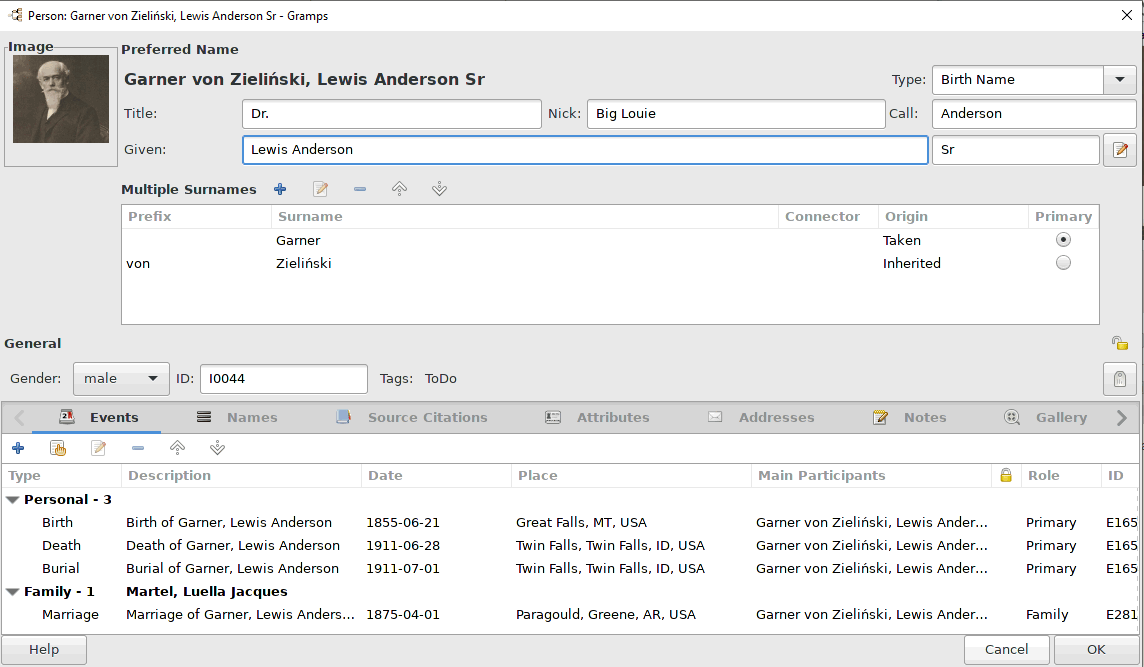 Person: Garner von Zieliński, Lewis Anderson Sr - Gramps
Image
Preferred Name
Garner von Zieliński, Lewis Anderson Sr
Type: Birth Name
Title: Dr. Nick: Big Louie Call: Anderson
Given: Lewis Anderson Sr
Multiple Surnames
Prefix Surname Connector Origin Primary
Garner Taken
von Zieliński Inherited
General
Gender: male ID: I0044 Tags: ToDo
Events Names Source Citations Attributes Addresses Notes Gallery
Type Description Date Place Main Participants Role ID
Personal - 3
Birth Birth of Garner, Lewis Anderson 1855-06-21 Great Falls, MT, USA Garner von Zieliński, Lewis Ander... Primary E165
Death Death of Garner, Lewis Anderson 1911-06-28 Twin Falls, Twin Falls, ID, USA Garner von Zieliński, Lewis Ander... Primary E165
Burial Burial of Garner, Lewis Anderson 1911-07-01 Twin Falls, Twin Falls, ID, USA Garner von Zieliński, Lewis Ander... Primary E165
Family - 1 Martel, Luella Jacques
Marriage Marriage of Garner, Lewis Anders... 1875-04-01 Paragould, Greene, AR, USA Garner von Zieliński, Lewis Ander... Family E281
Help Cancel OK